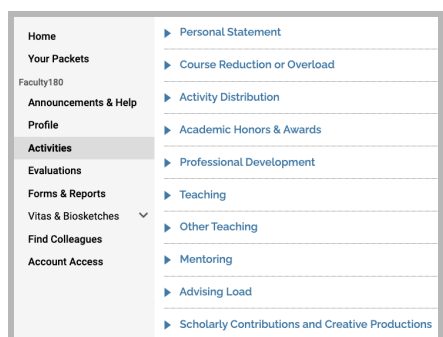 Home
Your Packets
Faculty180
Announcements & Help
Profile
Activities
Evaluations
Forms & Reports
Vitas & Biosketches
Find Colleagues
Account Access
Personal Statement
Course Reduction or Overload
Activity Distribution
Academic Honors & Awards
Professional Development
Teaching
Other Teaching
Mentoring
Advising Load
Scholarly Contributions and Creative Productions